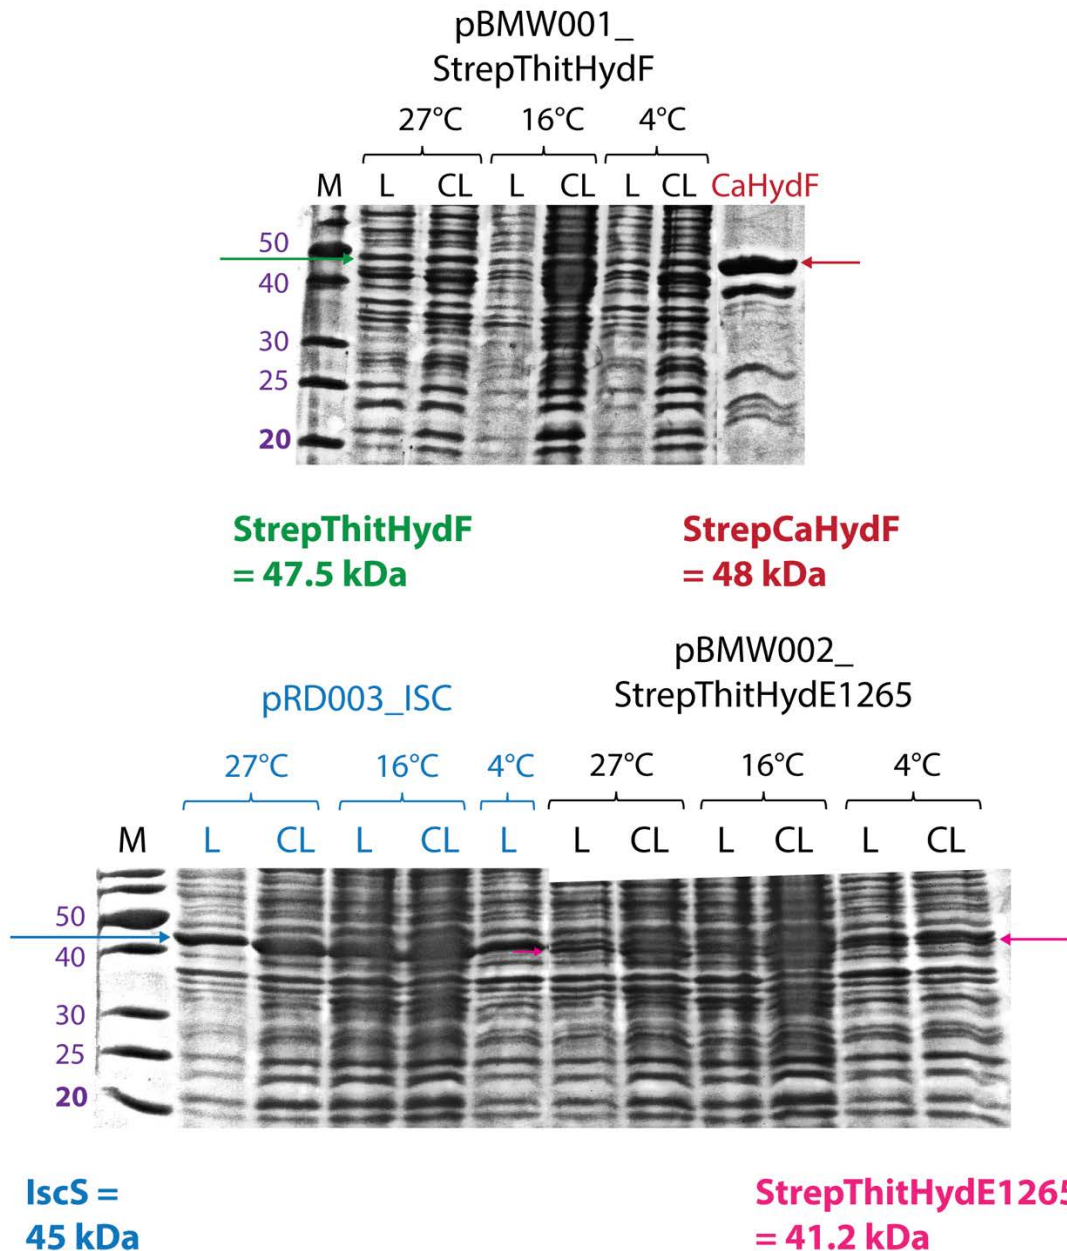 pBMW001_
StrepThitHydF
27°C 16°C 4°C
M L CL L CL L CL CaHydF
50
40
30
25
20
StrepThitHydF
= 47.5 kDa
StrepCaHydF
= 48 kDa
pRD003_ISC
pBMW002_
StrepThitHydE1265
27°C 16°C 4°C 27°C 16°C 4°C
M L CL L CL L L CL L CL L CL
50
40
30
25
20
IscS =
45 kDa
StrepThitHydE1265
= 41.2 kDa